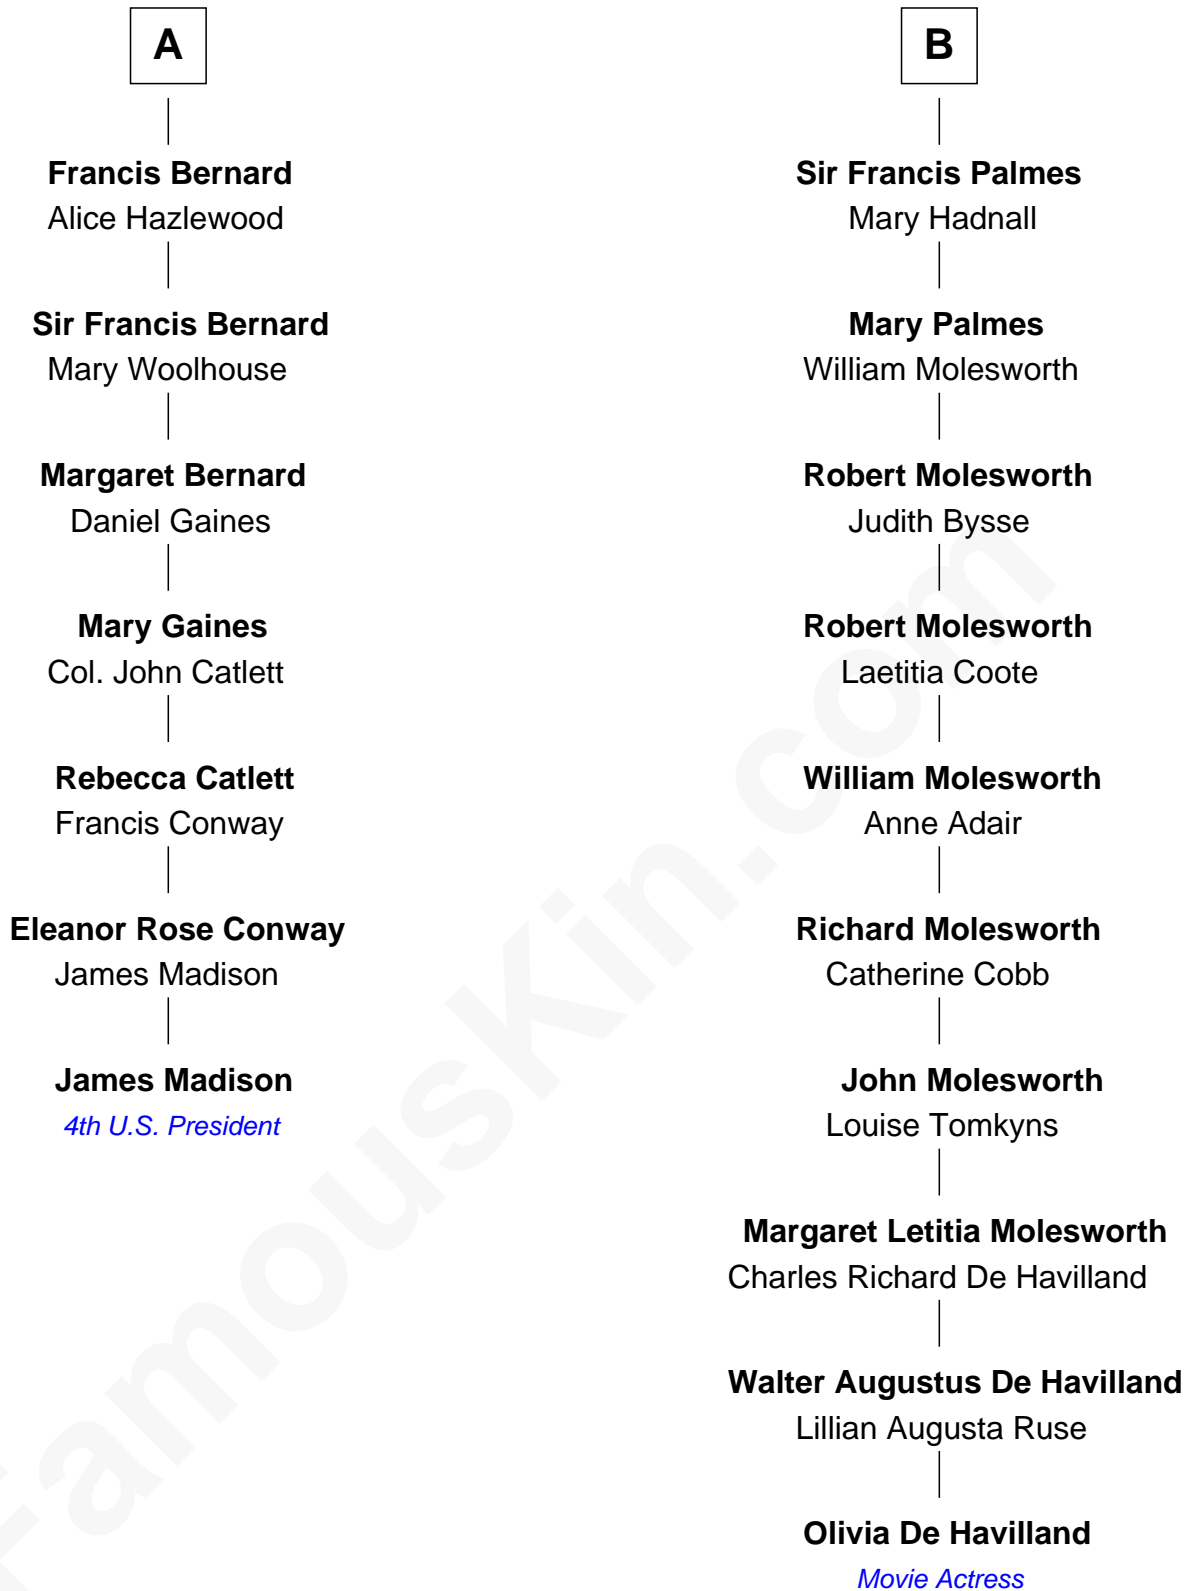 A
Francis Bernard
Alice Hazlewood
Sir Francis Bernard
Mary Woolhouse
Margaret Bernard
Daniel Gaines
Mary Gaines
Col. John Catlett
Rebecca Catlett
Francis Conway
Eleanor Rose Conway
James Madison
James Madison
4th U.S. President
B
Sir Francis Palmes
Mary Hadnall
Mary Palmes
William Molesworth
Robert Molesworth
Judith Bysse
Robert Molesworth
Laetitia Coote
William Molesworth
Anne Adair
Richard Molesworth
Catherine Cobb
John Molesworth
Louise Tomkyns
Margaret Letitia Molesworth
Charles Richard De Havilland
Walter Augustus De Havilland
Lillian Augusta Ruse
Olivia De Havilland
Movie Actress
FamousKin.com